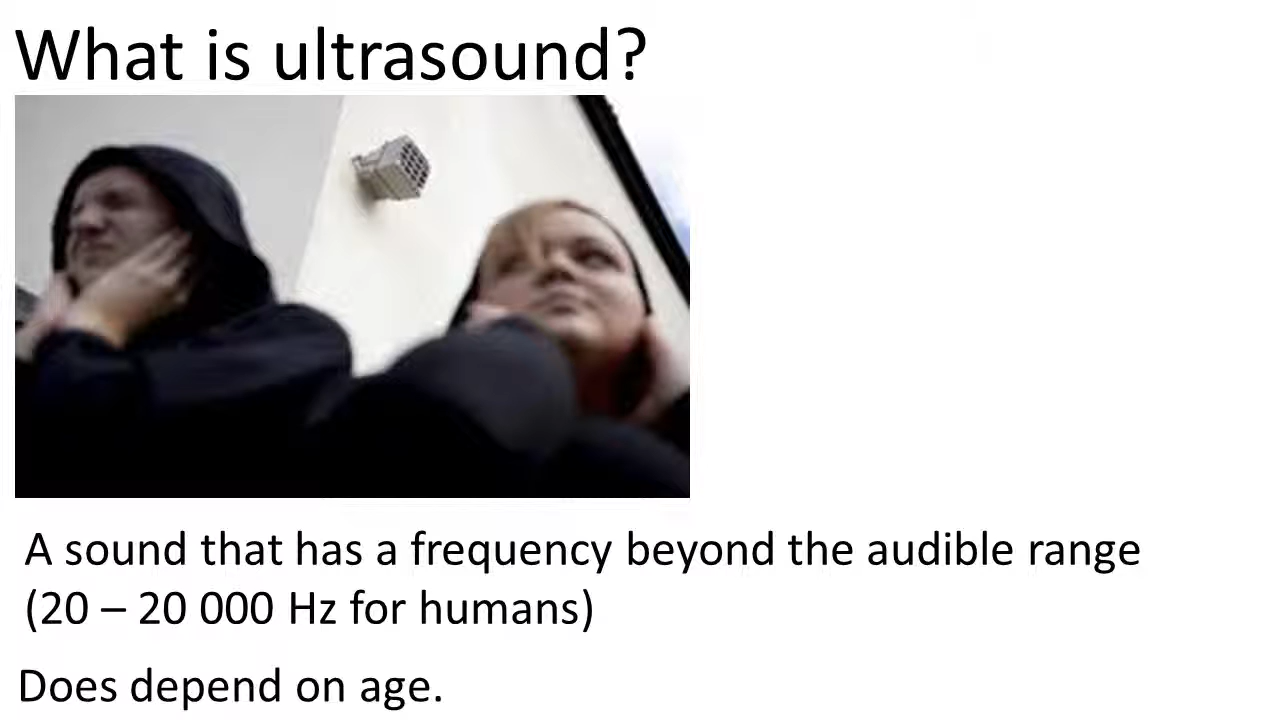 What is ultrasound?
A sound that has a frequency beyond the audible range
(20 – 20 000 Hz for humans)
Does depend on age.